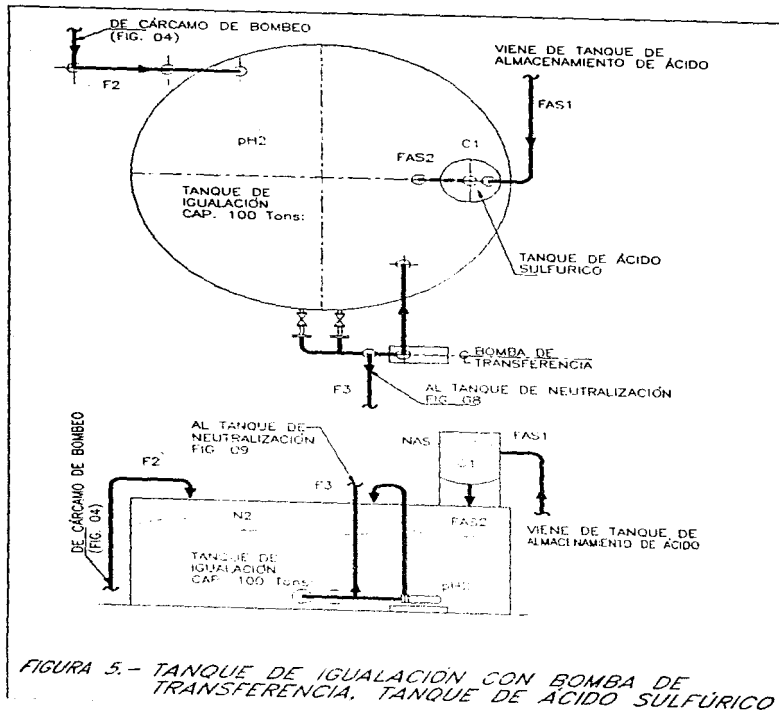 DE CÁRCAMO DE BOMBEO
(FIG. 04)
F2
VIENE DE TANQUE DE
ALMACENAMIENTO DE ÁCIDO
FAS1
pH2
FAS2
C1
TANQUE DE
IGUALACIÓN
CAP. 100 Tons:
TANQUE DE ÁCIDO
SULFÚRICO
BOMBA DE
TRANSFERENCIA
F3
AL TANQUE DE NEUTRALIZACIÓN
FIG. 08
AL TANQUE DE
NEUTRALIZACIÓN
FIG 09
NAS
FAS1
F2
F3
C1
DE CÁRCAMO DE BOMBEO
(FIG. 04)
N2
FAS2
VIENE DE TANQUE DE
ALMACENAMIENTO DE ÁCIDO
TANQUE DE
IGUALACIÓN
CAP. 100 Tons:
pH2
FIGURA 5.- TANQUE DE IGUALACIÓN CON BOMBA DE
TRANSFERENCIA. TANQUE DE ÁCIDO SULFÚRICO